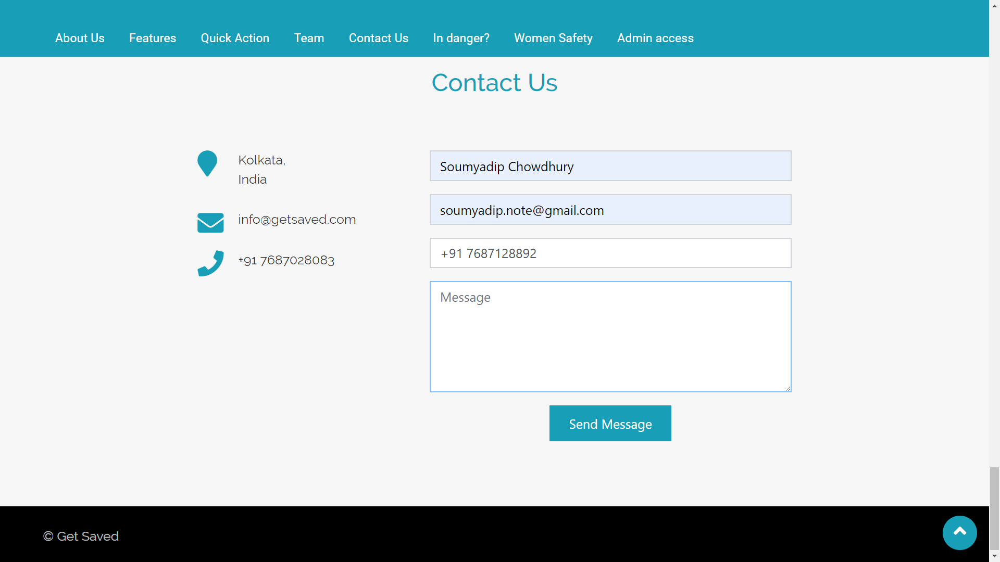 About Us Features Quick Action Team Contact Us In danger? Women Safety Admin access
Contact Us
Kolkata,
India
info@getsaved.com
+91 7687028083
Soumyadip Chowdhury
soumyadip.note@gmail.com
+91 7687128892
Message
Send Message
© Get Saved